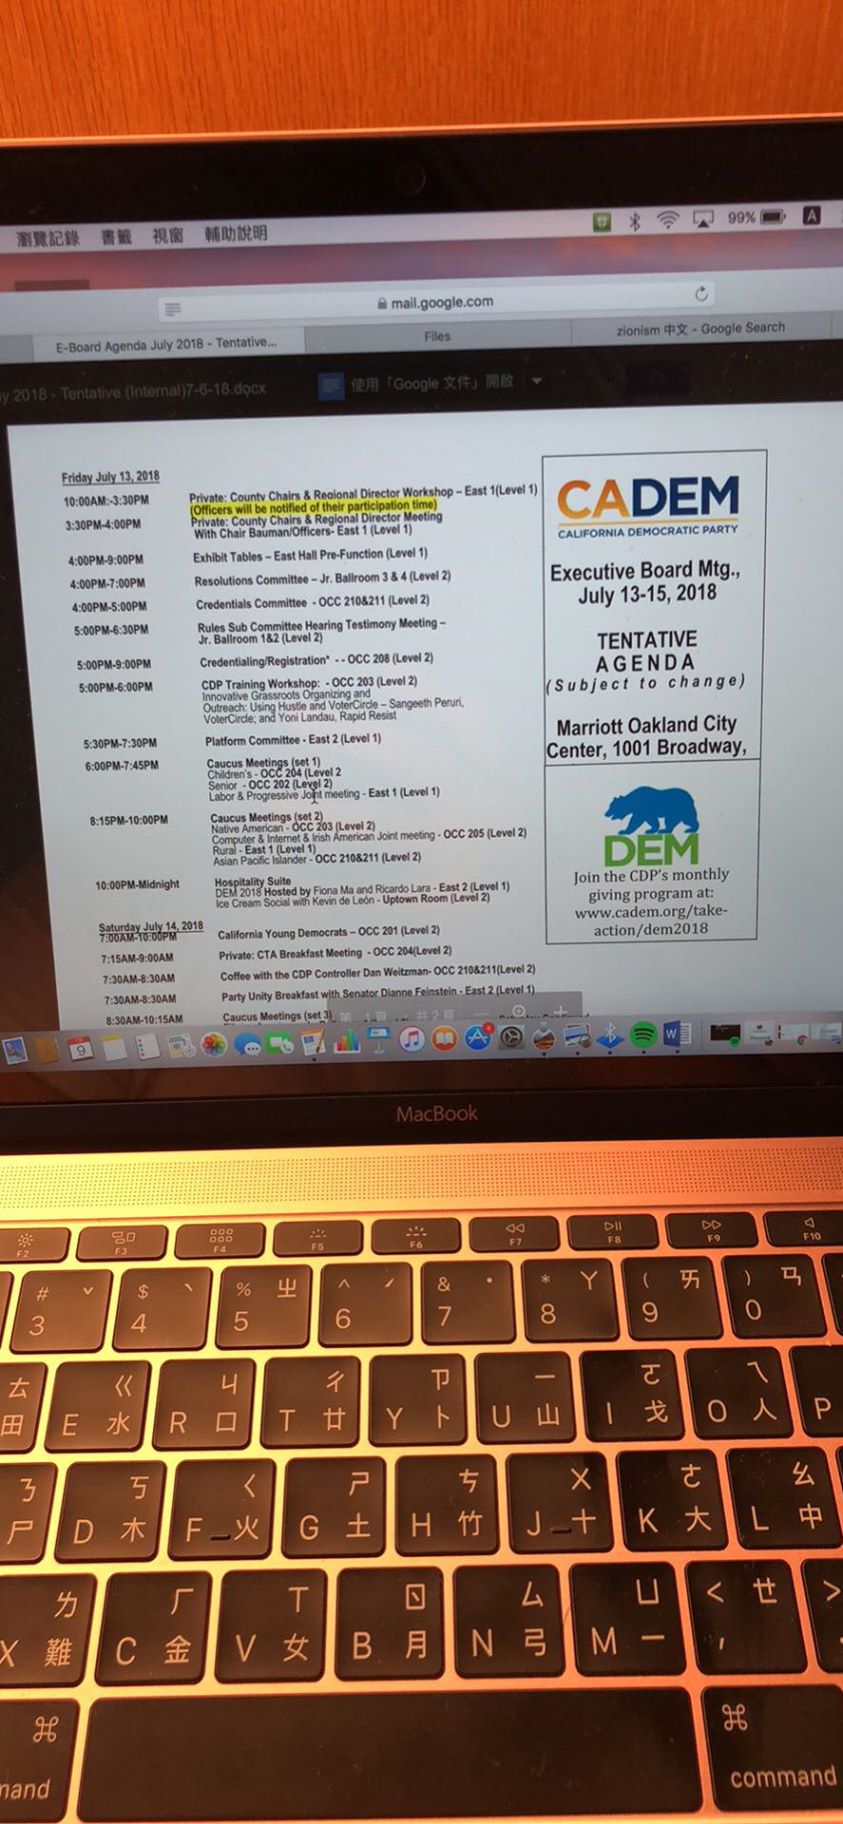 瀏覽記錄 書籤 視窗 輔助說明
99% A
mail.google.com
E-Board Agenda July 2018 - Tentative...
Files
zionism 中文 - Google Search
y 2018 - Tentative (Internal)7-6-18.docx
使用「Google 文件」開啟
Friday July 13, 2018
10:00AM:-3:30PM Private: County Chairs & Regional Director Workshop – East 1(Level 1)
(Officers will be notified of their participation time)
3:30PM-4:00PM Private: County Chairs & Regional Director Meeting
With Chair Bauman/Officers- East 1 (Level 1)
4:00PM-9:00PM Exhibit Tables – East Hall Pre-Function (Level 1)
4:00PM-7:00PM Resolutions Committee – Jr. Ballroom 3 & 4 (Level 2)
4:00PM-5:00PM Credentials Committee - OCC 210&211 (Level 2)
5:00PM-6:30PM Rules Sub Committee Hearing Testimony Meeting –
Jr. Ballroom 1&2 (Level 2)
5:00PM-9:00PM Credentialing/Registration* - - OCC 208 (Level 2)
5:00PM-6:00PM CDP Training Workshop: - OCC 203 (Level 2)
Innovative Grassroots Organizing and
Outreach: Using Hustle and VoterCircle – Sangeeth Peruri,
VoterCircle; and Yoni Landau, Rapid Resist
5:30PM-7:30PM Platform Committee - East 2 (Level 1)
6:00PM-7:45PM Caucus Meetings (set 1)
Children's - OCC 204 (Level 2
Senior - OCC 202 (Level 2)
Labor & Progressive Joint meeting - East 1 (Level 1)
8:15PM-10:00PM Caucus Meetings (set 2)
Native American - OCC 203 (Level 2)
Computer & Internet & Irish American Joint meeting - OCC 205 (Level 2)
Rural - East 1 (Level 1)
Asian Pacific Islander - OCC 210&211 (Level 2)
10:00PM-Midnight Hospitality Suite
DEM 2018 Hosted by Fiona Ma and Ricardo Lara - East 2 (Level 1)
Ice Cream Social with Kevin de León - Uptown Room (Level 2)
Saturday July 14, 2018
7:00AM-10:00PM California Young Democrats – OCC 201 (Level 2)
7:15AM-9:00AM Private: CTA Breakfast Meeting - OCC 204(Level 2)
7:30AM-8:30AM Coffee with the CDP Controller Dan Weitzman- OCC 210&211(Level 2)
7:30AM-8:30AM Party Unity Breakfast with Senator Dianne Feinstein - East 2 (Level 1)
8:30AM-10:15AM Caucus Meetings (set 3)
第 1 頁 共 2 頁
CADEM
CALIFORNIA DEMOCRATIC PARTY
Executive Board Mtg.,
July 13-15, 2018
TENTATIVE
AGENDA
(Subject to change)
Marriott Oakland City
Center, 1001 Broadway,
DEM
Join the CDP's monthly
giving program at:
www.cadem.org/take-
action/dem2018
9
W
MacBook
F2 F3 F4 F5 F6 F7 F8 F9 F10
# ˇ $ ˋ % ㄓ ^ ˊ & ˙ * ㄚ ( ㄞ ) ㄢ
3 4 5 6 7 8 9 0
ㄊ ㄍ ㄐ ㄔ ㄗ ㄧ ㄛ ㄟ
田 E 水 R 口 T 廿 Y 卜 U 山 I 戈 O 人 P
ㄋ ㄎ ㄑ ㄕ ㄘ ㄨ ㄜ ㄠ
尸 D 木 F 火 G 土 H 竹 J 十 K 大 L 中
ㄌ ㄏ ㄒ ㄖ ㄙ ㄩ < ㄝ >
X 難 C 金 V 女 B 月 N 弓 M 一 ,
⌘ ⌘
mand command